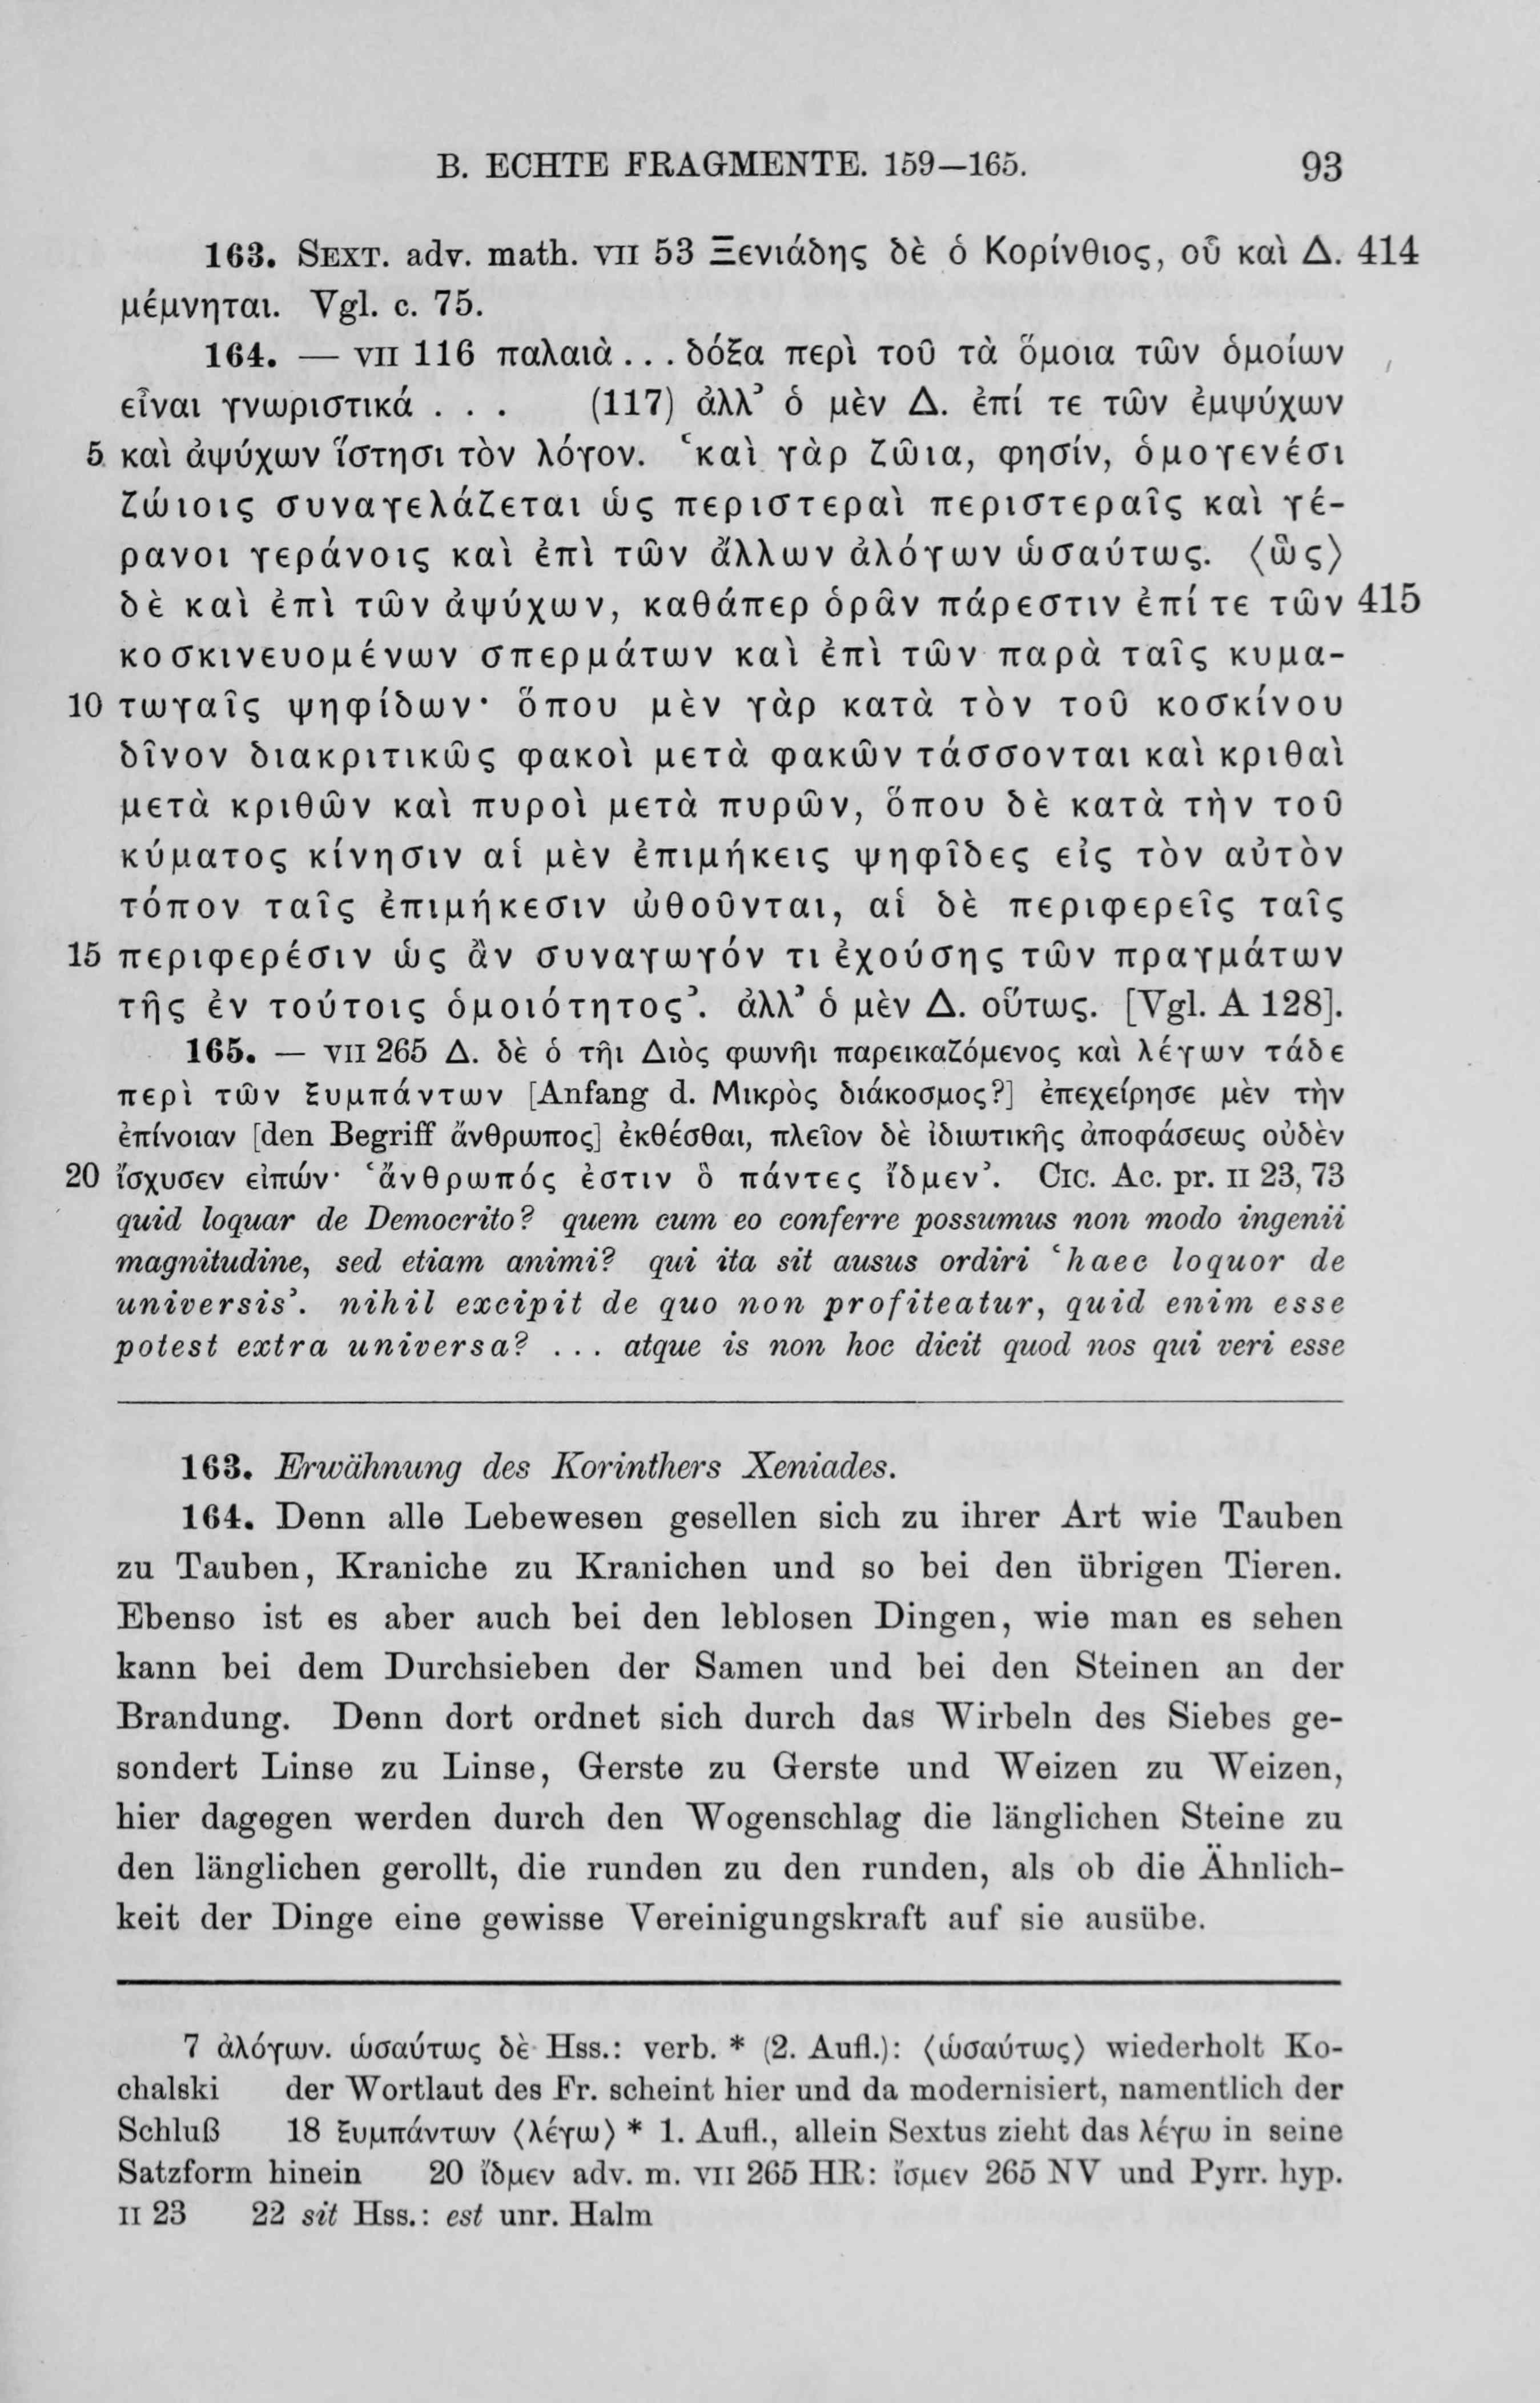 B. ECHTE FRAGMENTE. 159—165. 93
163. SEXT. adv. math. VII 53 Ξενιάδης δὲ ὁ Κορίνθιος, οὗ καὶ Δ. 414
μέμνηται. Vgl. c. 75.
164. — VII 116 παλαιὰ... δόξα περὶ τοῦ τὰ ὅμοια τῶν ὁμοίων
εἶναι γνωριστικά . . . (117) ἀλλ’ ὁ μὲν Δ. ἐπί τε τῶν ἐμψύχων
5 καὶ ἀψύχων ἵστησι τὸν λόγον. ‘καὶ γὰρ ζῶια, φησίν, ὁμογενέσι
ζώιοις συναγελάζεται ὡς περιστεραὶ περιστεραῖς καὶ γέ-
ρανοι γεράνοις καὶ ἐπὶ τῶν ἄλλων ἀλόγων ὡσαύτως. ⟨ὣς⟩
δὲ καὶ ἐπὶ τῶν ἀψύχων, καθάπερ ὁρᾶν πάρεστιν ἐπί τε τῶν 415
κοσκινευομένων σπερμάτων καὶ ἐπὶ τῶν παρὰ ταῖς κυμα-
10 τωγαῖς ψηφίδων· ὅπου μὲν γὰρ κατὰ τὸν τοῦ κοσκίνου
δῖνον διακριτικῶς φακοὶ μετὰ φακῶν τάσσονται καὶ κριθαὶ
μετὰ κριθῶν καὶ πυροὶ μετὰ πυρῶν, ὅπου δὲ κατὰ τὴν τοῦ
κύματος κίνησιν αἱ μὲν ἐπιμήκεις ψηφῖδες εἰς τὸν αὐτὸν
τόπον ταῖς ἐπιμήκεσιν ὠθοῦνται, αἱ δὲ περιφερεῖς ταῖς
15 περιφερέσιν ὡς ἂν συναγωγόν τι ἐχούσης τῶν πραγμάτων
τῆς ἐν τούτοις ὁμοιότητος’. ἀλλ’ ὁ μὲν Δ. οὕτως. [Vgl. A 128].
165. — VII 265 Δ. δὲ ὁ τῆι Διὸς φωνῆι παρεικαζόμενος καὶ λέγων τάδε
περὶ τῶν ξυμπάντων [Anfang d. Μικρὸς διάκοσμος?] ἐπεχείρησε μὲν τὴν
ἐπίνοιαν [den Begriff ἄνθρωπος] ἐκθέσθαι, πλεῖον δὲ ἰδιωτικῆς ἀποφάσεως οὐδὲν
20 ἴσχυσεν εἰπών· ‘ἄνθρωπός ἐστιν ὃ πάντες ἴδμεν’. CIC. Ac. pr. II 23, 73
quid loquar de Democrito? quem cum eo conferre possumus non modo ingenii
magnitudine, sed etiam animi? qui ita sit ausus ordiri ‘haec loquor de
universis’. nihil excipit de quo non profiteatur, quid enim esse
potest extra universa? ... atque is non hoc dicit quod nos qui veri esse
163. Erwähnung des Korinthers Xeniades.
164. Denn alle Lebewesen gesellen sich zu ihrer Art wie Tauben
zu Tauben, Kraniche zu Kranichen und so bei den übrigen Tieren.
Ebenso ist es aber auch bei den leblosen Dingen, wie man es sehen
kann bei dem Durchsieben der Samen und bei den Steinen an der
Brandung. Denn dort ordnet sich durch das Wirbeln des Siebes ge-
sondert Linse zu Linse, Gerste zu Gerste und Weizen zu Weizen,
hier dagegen werden durch den Wogenschlag die länglichen Steine zu
den länglichen gerollt, die runden zu den runden, als ob die Ähnlich-
keit der Dinge eine gewisse Vereinigungskraft auf sie ausübe.
7 ἀλόγων. ὡσαύτως δὲ Hss.: verb. * (2. Aufl.): ⟨ὡσαύτως⟩ wiederholt Ko-
chalski der Wortlaut des Fr. scheint hier und da modernisiert, namentlich der
Schluß 18 ξυμπάντων ⟨λέγω⟩ * 1. Aufl., allein Sextus zieht das λέγω in seine
Satzform hinein 20 ἴδμεν adv. m. VII 265 HR: ἴσμεν 265 NV und Pyrr. hyp.
II 23 22 sit Hss.: est unr. Halm